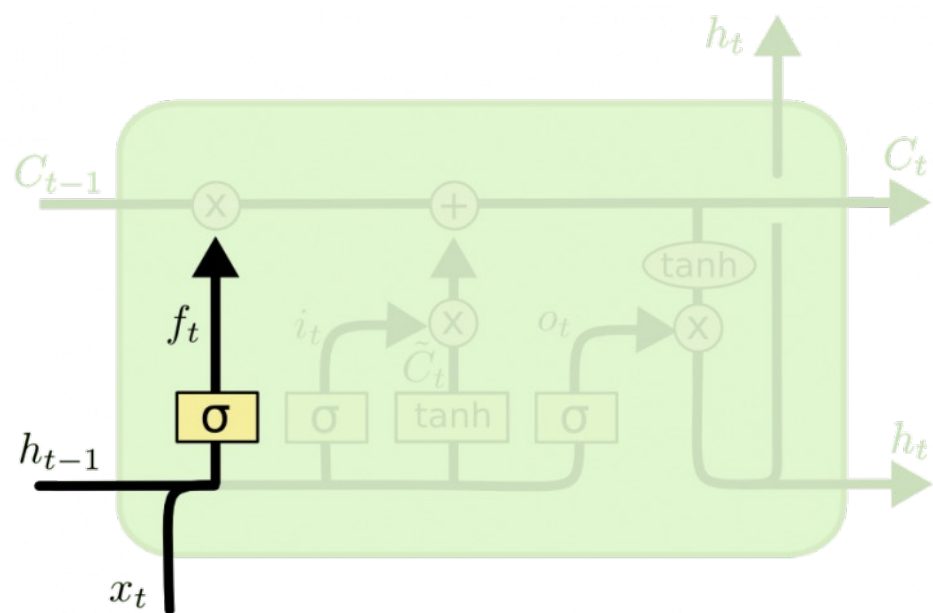 h_t
C_{t-1}
C_t
x
+
tanh
f_t
i_t
x
o_t
x
C̃_t
σ
σ
tanh
σ
h_{t-1}
h_t
x_t